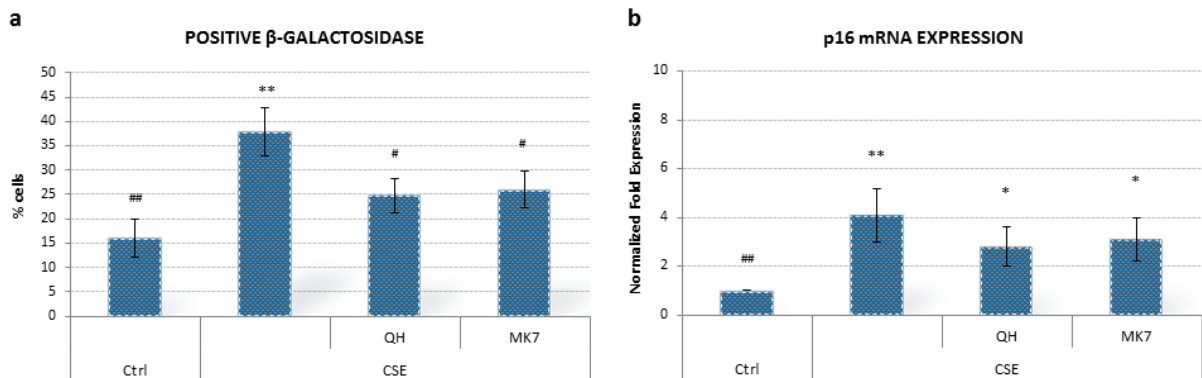 a
POSITIVE β-GALACTOSIDASE
% cells
50
45
40
35
30
25
20
15
10
5
0
##
**
#
#
QH
MK7
Ctrl
CSE
b
p16 mRNA EXPRESSION
Normalized Fold Expression
10
8
6
4
2
0
##
**
*
*
QH
MK7
Ctrl
CSE